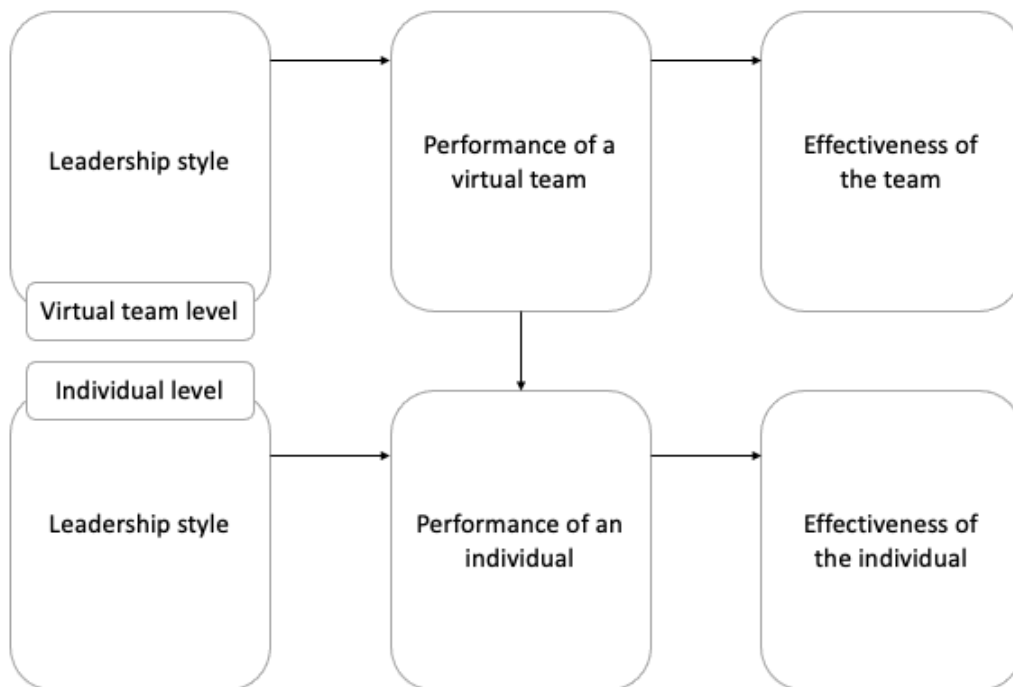 Leadership style
Performance of a
virtual team
Effectiveness of
the team
Virtual team level
Individual level
Leadership style
Performance of an
individual
Effectiveness of
the individual